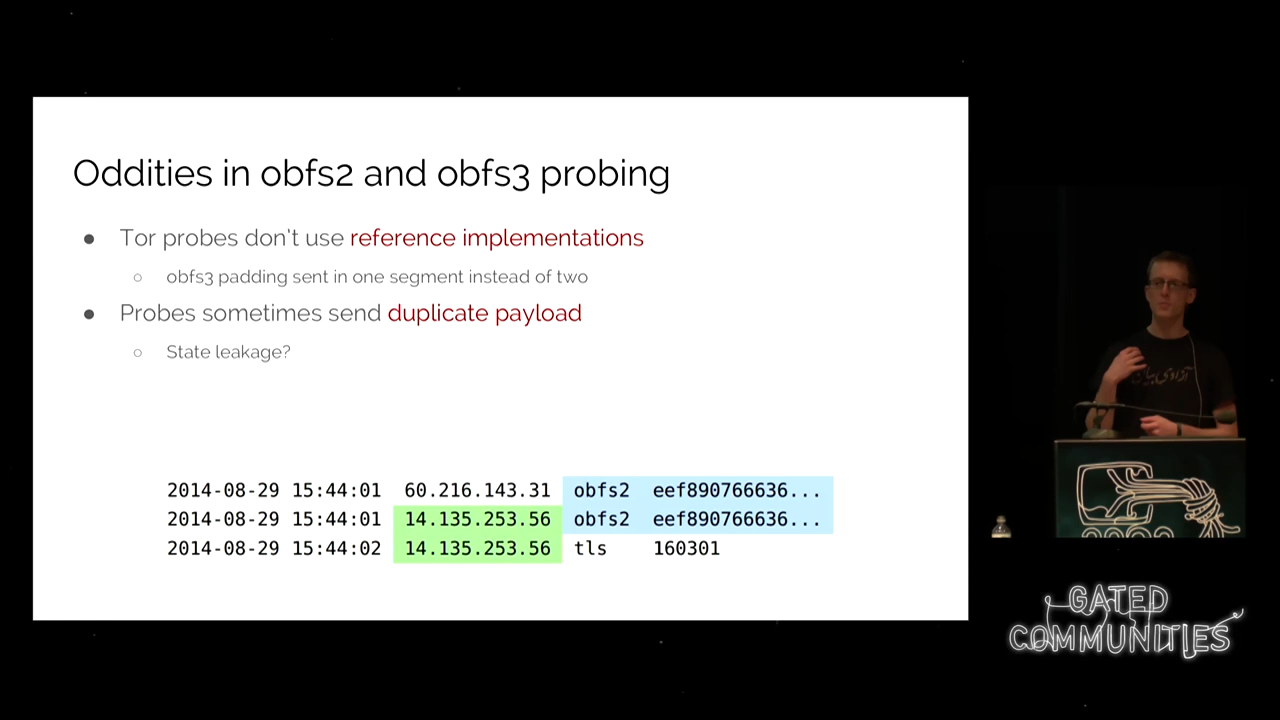 Oddities in obfs2 and obfs3 probing
● Tor probes don't use reference implementations
○ obfs3 padding sent in one segment instead of two
● Probes sometimes send duplicate payload
○ State leakage?
2014-08-29 15:44:01 60.216.143.31 obfs2 eef890766636...
2014-08-29 15:44:01 14.135.253.56 obfs2 eef890766636...
2014-08-29 15:44:02 14.135.253.56 tls 160301
آزادی بیان
GATED
COMMUNITIES